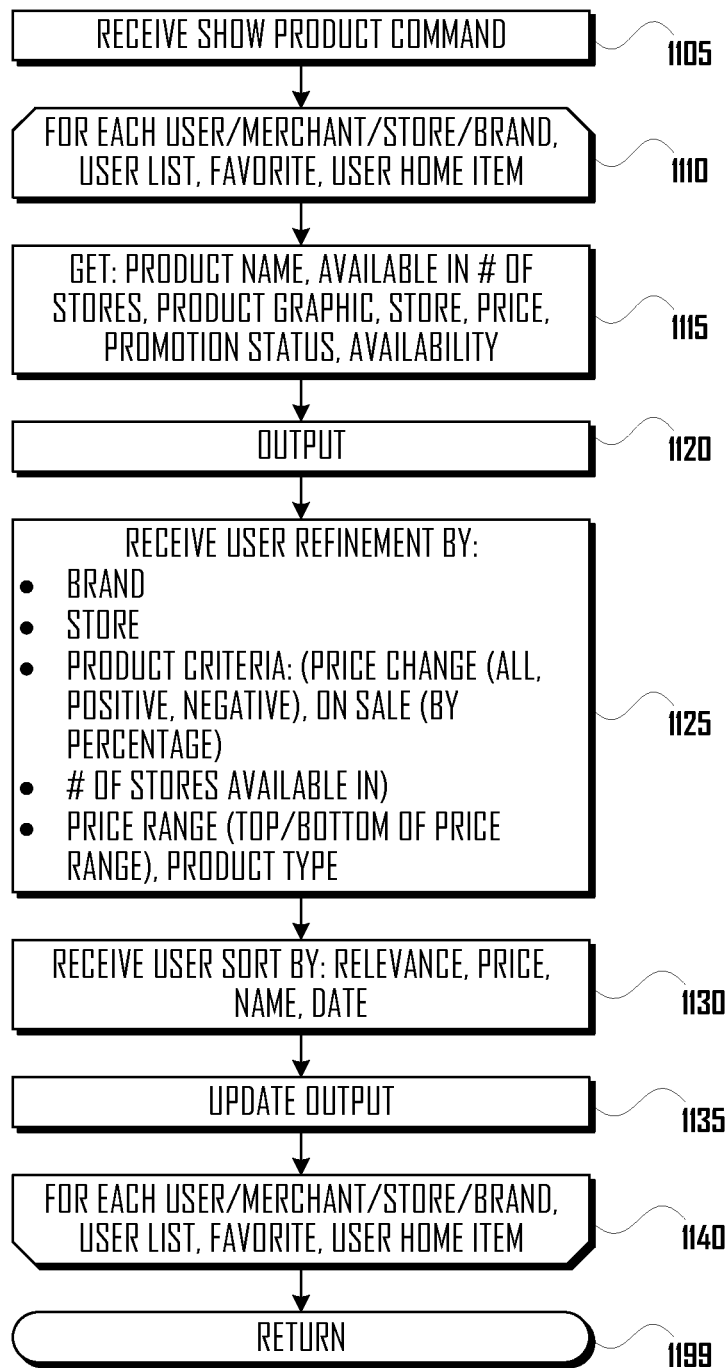 RECEIVE SHOW PRODUCT COMMAND
1105
FOR EACH USER/MERCHANT/STORE/BRAND,
USER LIST, FAVORITE, USER HOME ITEM
1110
GET: PRODUCT NAME, AVAILABLE IN # OF
STORES, PRODUCT GRAPHIC, STORE, PRICE,
PROMOTION STATUS, AVAILABILITY
1115
OUTPUT
1120
RECEIVE USER REFINEMENT BY:
● BRAND
● STORE
● PRODUCT CRITERIA: (PRICE CHANGE (ALL,
POSITIVE, NEGATIVE), ON SALE (BY
PERCENTAGE)
● # OF STORES AVAILABLE IN)
● PRICE RANGE (TOP/BOTTOM OF PRICE
RANGE), PRODUCT TYPE
1125
RECEIVE USER SORT BY: RELEVANCE, PRICE,
NAME, DATE
1130
UPDATE OUTPUT
1135
FOR EACH USER/MERCHANT/STORE/BRAND,
USER LIST, FAVORITE, USER HOME ITEM
1140
RETURN
1199